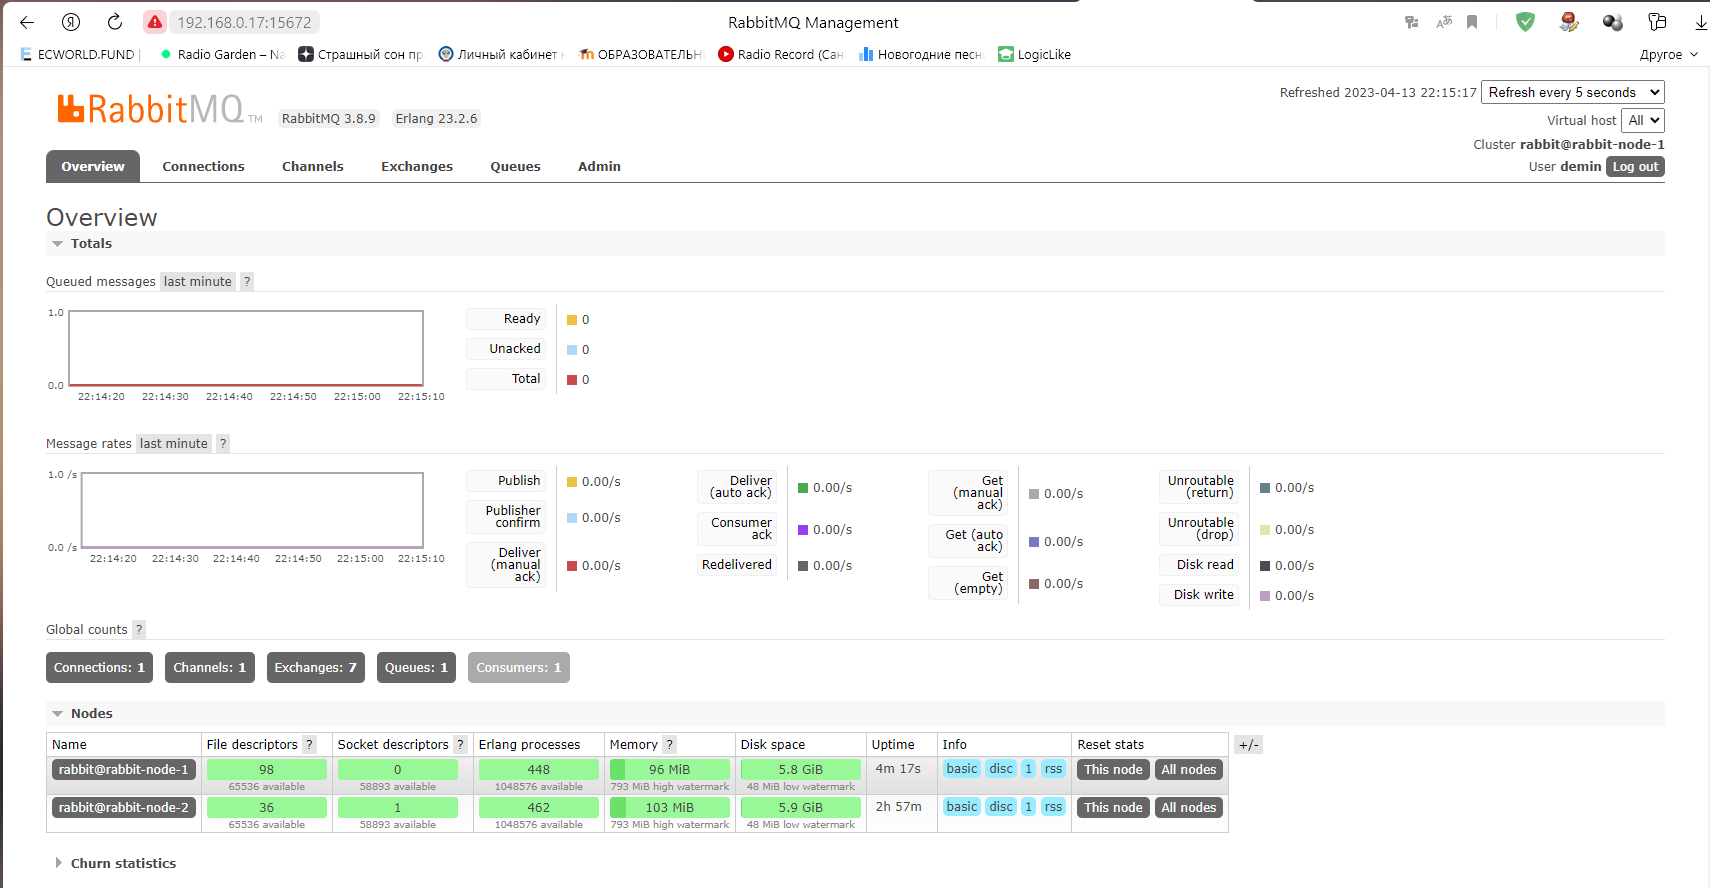 192.168.0.17:15672
RabbitMQ Management
ECWORLD.FUND
Radio Garden – Na
Страшный сон пр
Личный кабинет
ОБРАЗОВАТЕЛЬН
Radio Record (Сан
Новогодние песн
LogicLike
Другое
RabbitMQ TM
RabbitMQ 3.8.9
Erlang 23.2.6
Refreshed 2023-04-13 22:15:17
Refresh every 5 seconds
Virtual host All
Cluster rabbit@rabbit-node-1
User demin Log out
Overview Connections Channels Exchanges Queues Admin
Overview
Totals
Queued messages last minute ?
1.0
0.0
22:14:20 22:14:30 22:14:40 22:14:50 22:15:00 22:15:10
Ready 0
Unacked 0
Total 0
Message rates last minute ?
1.0 /s
0.0 /s
22:14:20 22:14:30 22:14:40 22:14:50 22:15:00 22:15:10
Publish 0.00/s
Publisher
confirm 0.00/s
Deliver
(manual
ack) 0.00/s
Deliver
(auto ack) 0.00/s
Consumer
ack 0.00/s
Redelivered 0.00/s
Get
(manual
ack) 0.00/s
Get (auto
ack) 0.00/s
Get
(empty) 0.00/s
Unroutable
(return) 0.00/s
Unroutable
(drop) 0.00/s
Disk read 0.00/s
Disk write 0.00/s
Global counts ?
Connections: 1 Channels: 1 Exchanges: 7 Queues: 1 Consumers: 1
Nodes
Name File descriptors ? Socket descriptors ? Erlang processes Memory ? Disk space Uptime Info Reset stats +/-
rabbit@rabbit-node-1 98 0 448 96 MiB 5.8 GiB 4m 17s basic disc 1 rss This node All nodes
65536 available 58893 available 1048576 available 793 MiB high watermark 48 MiB low watermark
rabbit@rabbit-node-2 36 1 462 103 MiB 5.9 GiB 2h 57m basic disc 1 rss This node All nodes
65536 available 58893 available 1048576 available 793 MiB high watermark 48 MiB low watermark
Churn statistics